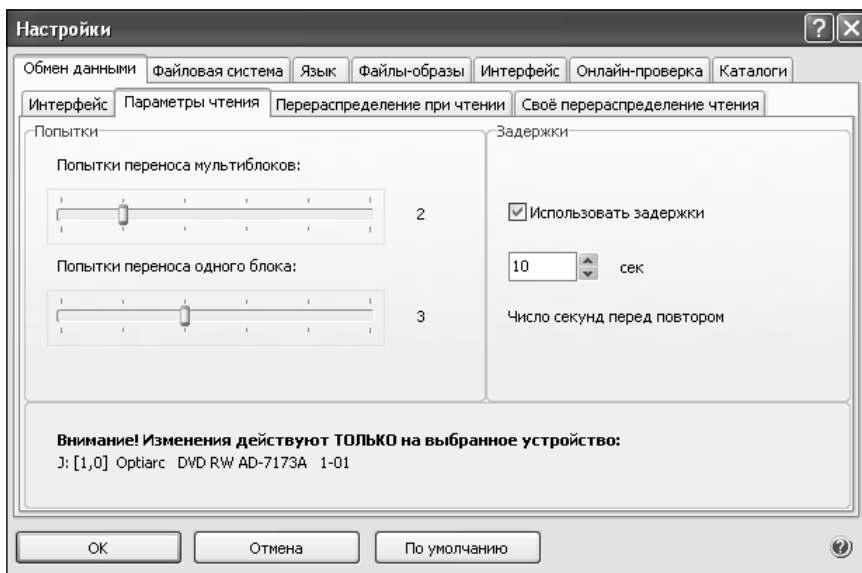 Настройки
Обмен данными Файловая система Язык Файлы-образы Интерфейс Онлайн-проверка Каталоги
Интерфейс Параметры чтения Перераспределение при чтении Своё перераспределение чтения
Попытки
Попытки переноса мультиблоков:
2
Попытки переноса одного блока:
3
Задержки
Использовать задержки
10 сек
Число секунд перед повтором
Внимание! Изменения действуют ТОЛЬКО на выбранное устройство:
J: [1,0] Optiarc DVD RW AD-7173A 1-01
OK Отмена По умолчанию